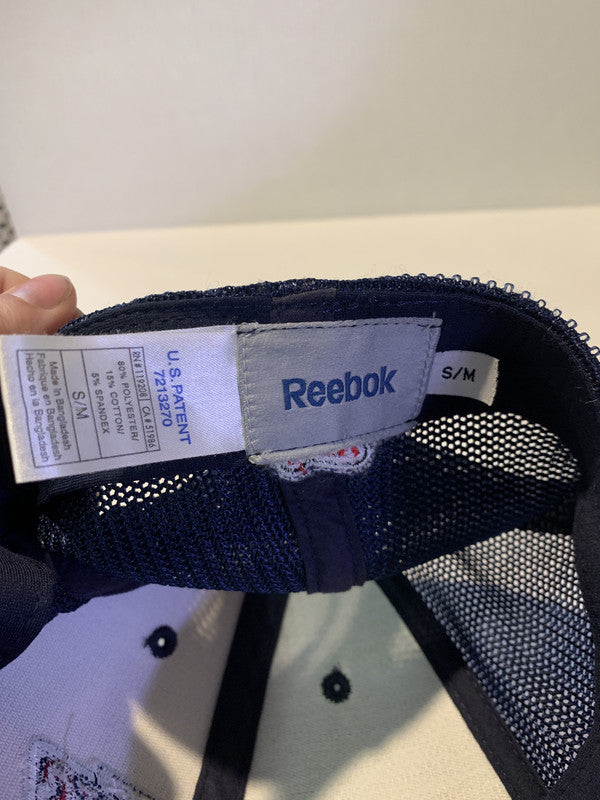 U.S. PATENT
7213270
RN# 119208 | CA# 51986
80% POLYESTER/
15% COTTON/
5% SPANDEX
S/M
Made in Bangladesh
Fabriqué en Bangladesh
Hecho en la Bangladesh
Reebok
S/M